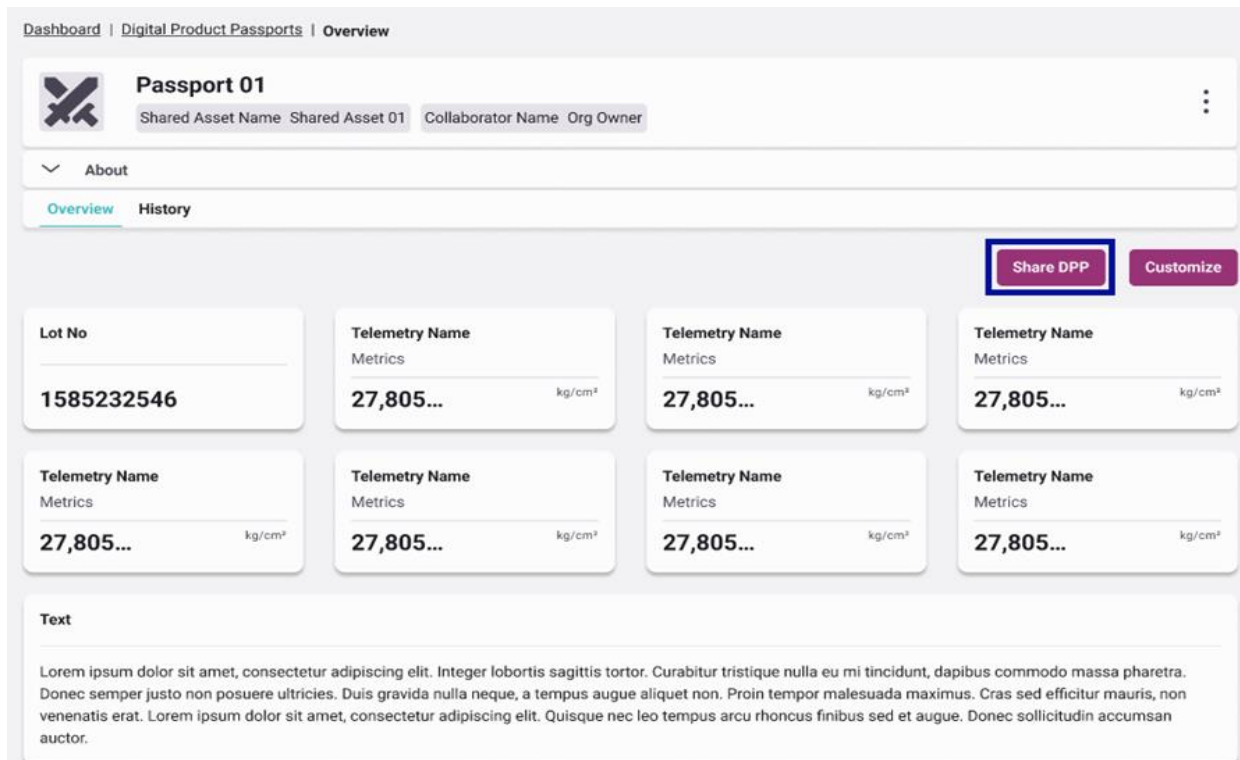 Dashboard | Digital Product Passports | Overview
Passport 01
Shared Asset Name Shared Asset 01 Collaborator Name Org Owner
About
Overview History
Share DPP Customize
Lot No
1585232546
Telemetry Name
Metrics
27,805... kg/cm²
Telemetry Name
Metrics
27,805... kg/cm²
Telemetry Name
Metrics
27,805... kg/cm²
Telemetry Name
Metrics
27,805... kg/cm²
Telemetry Name
Metrics
27,805... kg/cm²
Telemetry Name
Metrics
27,805... kg/cm²
Telemetry Name
Metrics
27,805... kg/cm²
Text
Lorem ipsum dolor sit amet, consectetur adipiscing elit. Integer lobortis sagittis tortor. Curabitur tristique nulla eu mi tincidunt, dapibus commodo massa pharetra.
Donec semper justo non posuere ultricies. Duis gravida nulla neque, a tempus augue aliquet non. Proin tempor malesuada maximus. Cras sed efficitur mauris, non
venenatis erat. Lorem ipsum dolor sit amet, consectetur adipiscing elit. Quisque nec leo tempus arcu rhoncus finibus sed et augue. Donec sollicitudin accumsan
auctor.